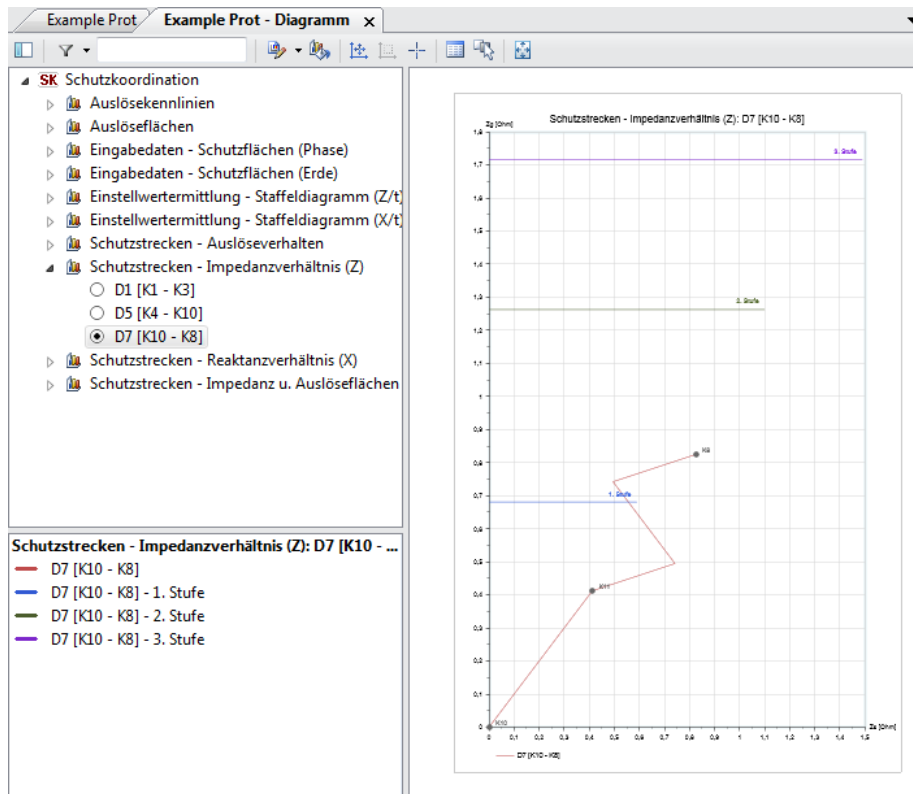 Example Prot
Example Prot - Diagramm x
SK Schutzkoordination
Auslösekennlinien
Auslöseflächen
Eingabedaten - Schutzflächen (Phase)
Eingabedaten - Schutzflächen (Erde)
Einstellwertermittlung - Staffeldiagramm (Z/t)
Einstellwertermittlung - Staffeldiagramm (X/t)
Schutzstrecken - Auslöseverhalten
Schutzstrecken - Impedanzverhältnis (Z)
D1 [K1 - K3]
D5 [K4 - K10]
D7 [K10 - K8]
Schutzstrecken - Reaktanzverhältnis (X)
Schutzstrecken - Impedanz u. Auslöseflächen
Schutzstrecken - Impedanzverhältnis (Z): D7 [K10 - ...
D7 [K10 - K8]
D7 [K10 - K8] - 1. Stufe
D7 [K10 - K8] - 2. Stufe
D7 [K10 - K8] - 3. Stufe
Schutzstrecken - Impedanzverhältnis (Z): D7 [K10 - K8]
1,8
3. Stufe
1,7
1,6
1,5
1,4
1,3
2. Stufe
1,2
1,1
1
0,9
K8
0,8
0,7
1. Stufe
0,6
0,5
K11
0,4
0,3
0,2
0,1
K10
0
0 0,1 0,2 0,3 0,4 0,5 0,6 0,7 0,8 0,9 1 1,1 1,2 1,3 1,4 1,5
D7 [K10 - K8]